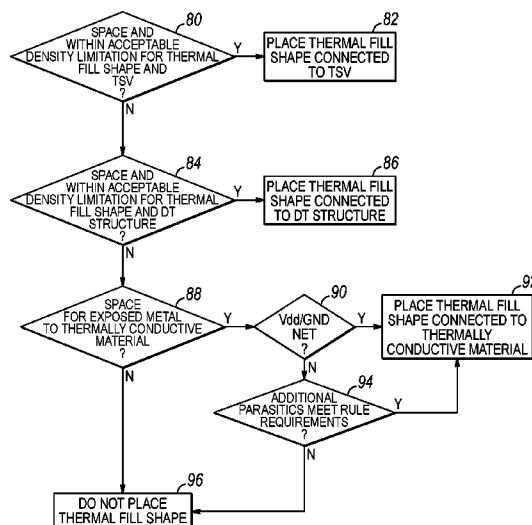 80
SPACE AND
WITHIN ACCEPTABLE
DENSITY LIMITATION FOR THERMAL
FILL SHAPE AND
TSV
?
Y
N
82
PLACE THERMAL FILL
SHAPE CONNECTED
TO TSV
84
SPACE AND
WITHIN ACCEPTABLE
DENSITY LIMITATION FOR THERMAL
FILL SHAPE AND DT
STRUCTURE
?
Y
N
86
PLACE THERMAL FILL
SHAPE CONNECTED
TO DT STRUCTURE
88
SPACE
FOR EXPOSED METAL
TO THERMALLY CONDUCTIVE
MATERIAL
?
Y
N
90
Vdd/GND
NET
?
Y
N
92
PLACE THERMAL FILL
SHAPE CONNECTED TO
THERMALLY
CONDUCTIVE MATERIAL
94
ADDITIONAL
PARASITICS MEET RULE
REQUIREMENTS
?
Y
N
96
DO NOT PLACE
THERMAL FILL SHAPE